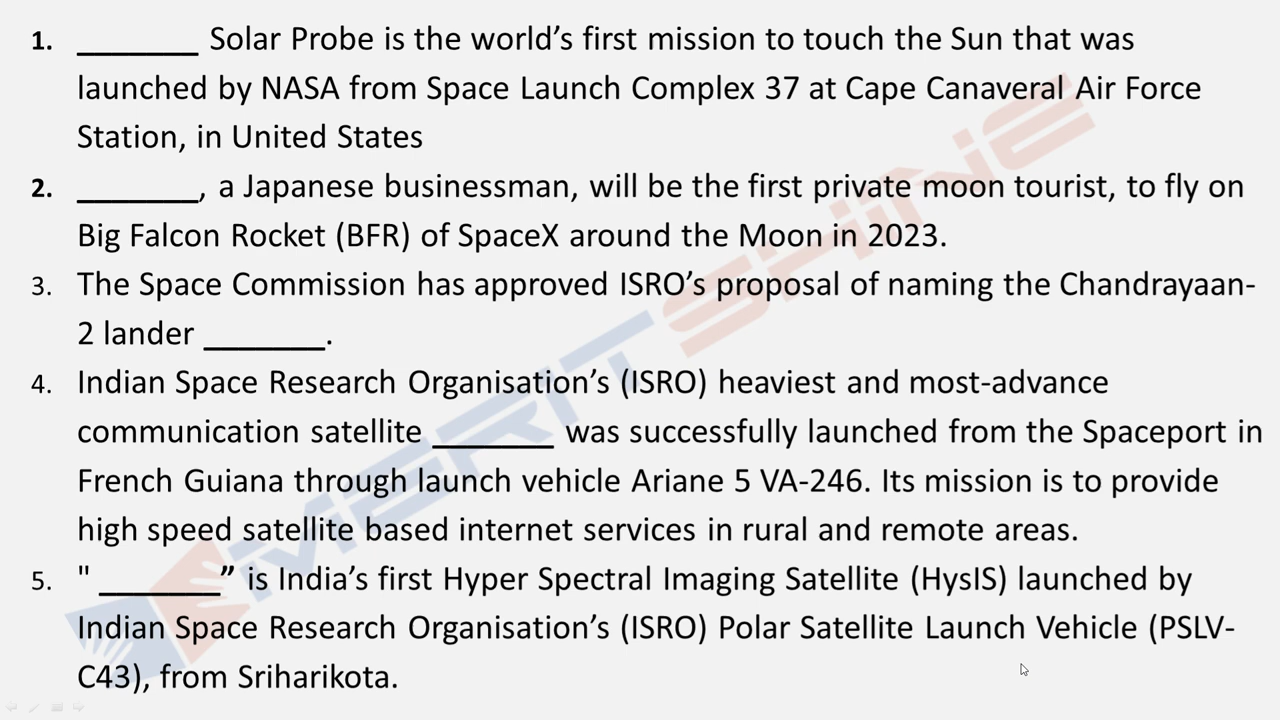 1. _______ Solar Probe is the world’s first mission to touch the Sun that was
launched by NASA from Space Launch Complex 37 at Cape Canaveral Air Force
Station, in United States
2. _______, a Japanese businessman, will be the first private moon tourist, to fly on
Big Falcon Rocket (BFR) of SpaceX around the Moon in 2023.
3. The Space Commission has approved ISRO’s proposal of naming the Chandrayaan-
2 lander _______.
4. Indian Space Research Organisation’s (ISRO) heaviest and most-advance
communication satellite _______ was successfully launched from the Spaceport in
French Guiana through launch vehicle Ariane 5 VA-246. Its mission is to provide
high speed satellite based internet services in rural and remote areas.
5. " _______” is India’s first Hyper Spectral Imaging Satellite (HysIS) launched by
Indian Space Research Organisation’s (ISRO) Polar Satellite Launch Vehicle (PSLV-
C43), from Sriharikota.
MERITSHINE